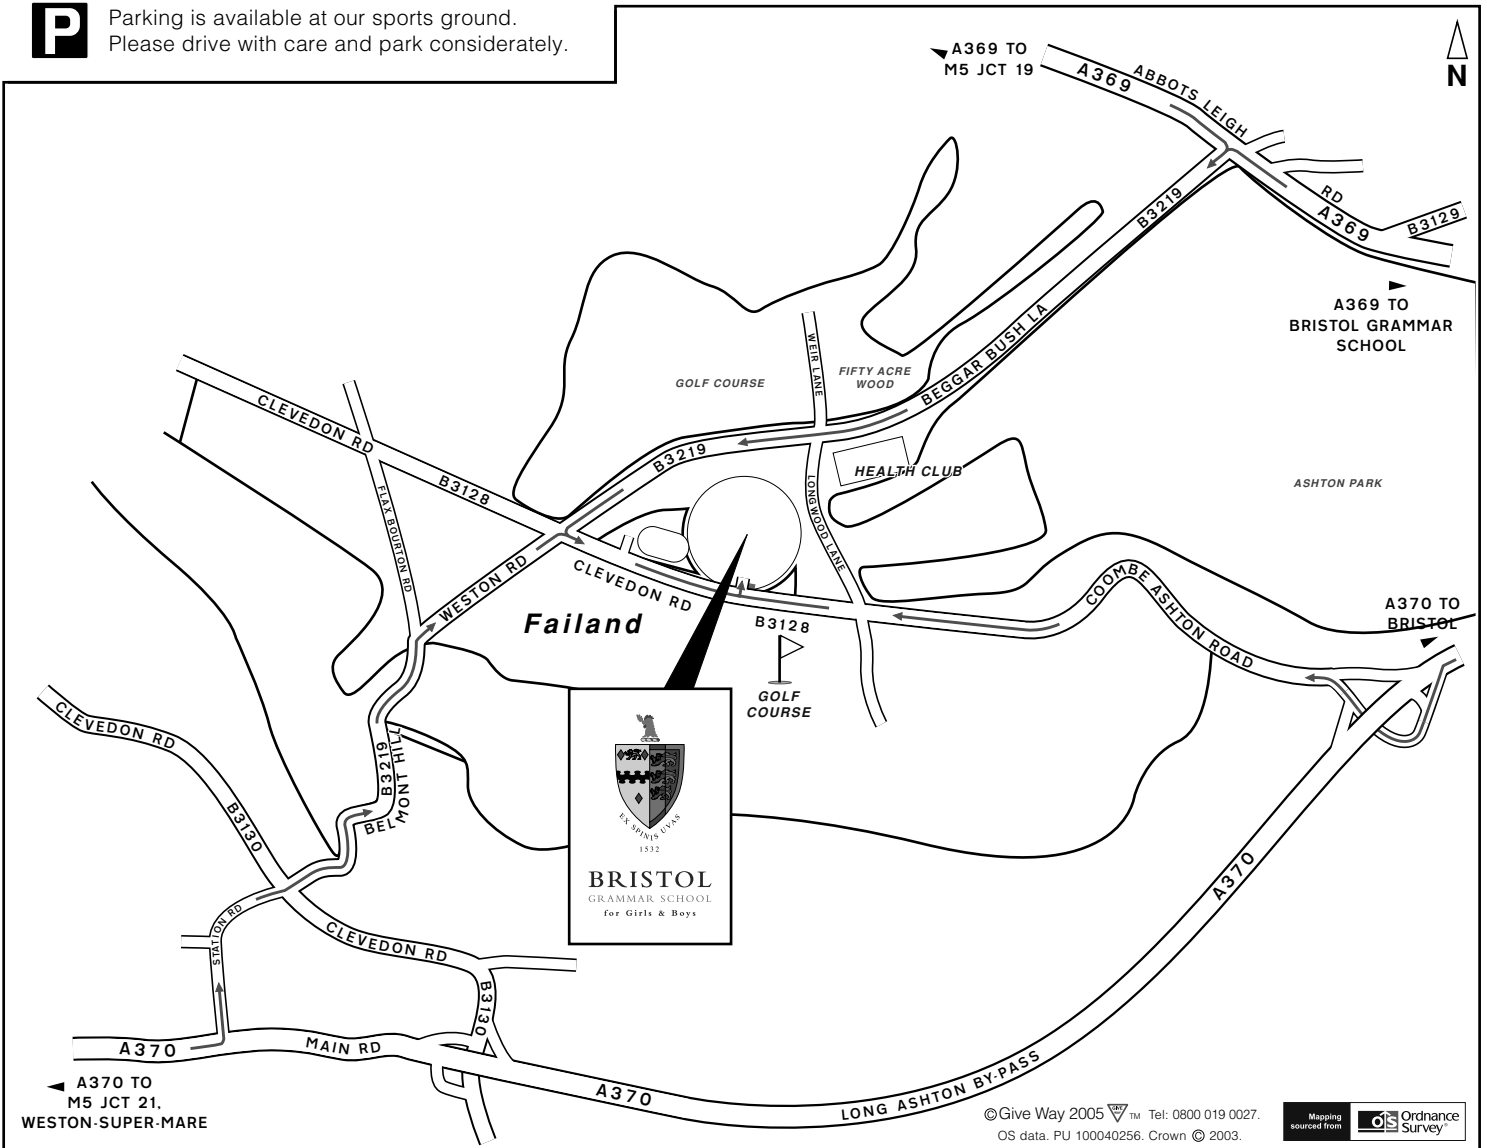 P
Parking is available at our sports ground.
Please drive with care and park considerately.
A369 TO
M5 JCT 19
A369
ABBOTS LEIGH
RD
A369
B3129
N
B3219
A369 TO
BRISTOL GRAMMAR
SCHOOL
BEGGAR BUSH LA
WEIR LANE
FIFTY ACRE
WOOD
GOLF COURSE
CLEVEDON RD
B3128
B3219
HEALTH CLUB
ASHTON PARK
FLAX BOURTON RD
LONGWOOD LANE
WESTON RD
CLEVEDON RD
B3128
Failand
COOMBE ASHTON ROAD
A370 TO
BRISTOL
GOLF
COURSE
CLEVEDON RD
B3130
B3219
BELMONT HILL
EX SPINIS UVAS
1532
BRISTOL
GRAMMAR SCHOOL
for Girls & Boys
STATION RD
CLEVEDON RD
B3130
A370
MAIN RD
A370
LONG ASHTON BY-PASS
A370
A370 TO
M5 JCT 21,
WESTON-SUPER-MARE
© Give Way 2005 GIVE WAY TM Tel: 0800 019 0027.
OS data. PU 100040256. Crown © 2003.
Mapping
sourced from
OS Ordnance
Survey®